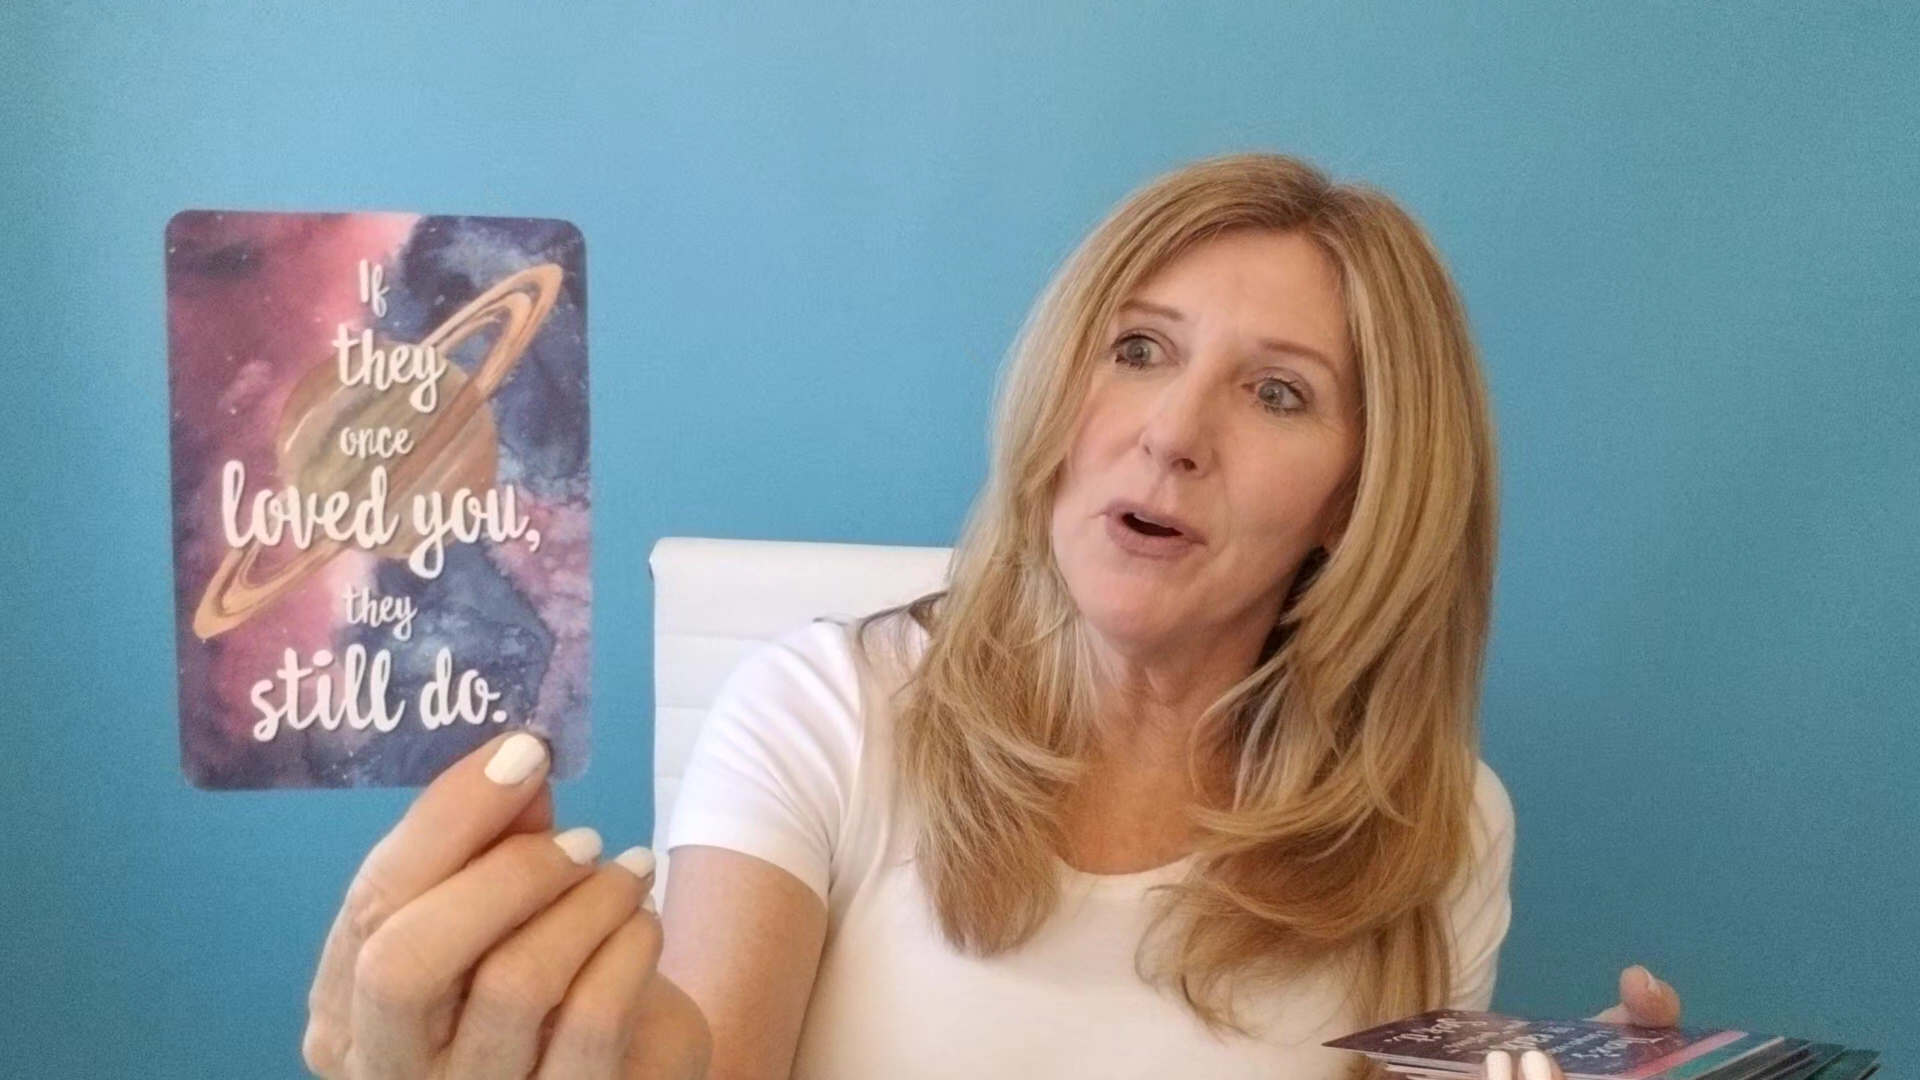 If
they
once
loved you,
they
still do.